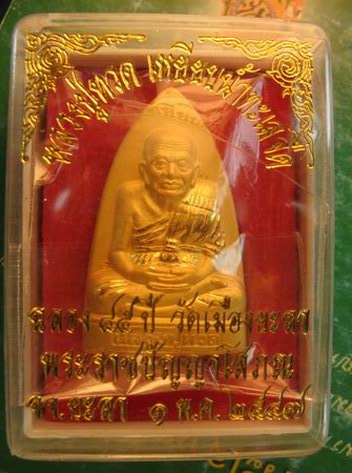 หลวงปู่ทวด เหยียบน้ำทะเลจืด
ฉลอง ๔๕ ปี วัดเมืองยะลา
พระราชปัญญาโสภณ
จ.ยะลา ๑ พ.ค. ๒๕๔๗